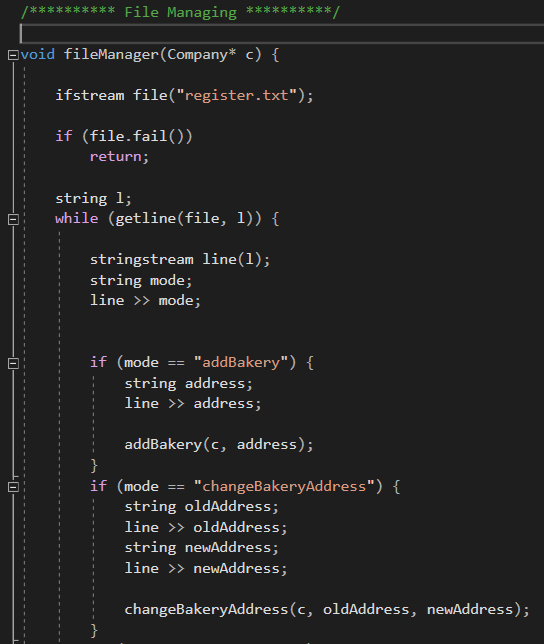 /********** File Managing **********/
void fileManager(Company* c) {
ifstream file("register.txt");
if (file.fail())
return;
string l;
while (getline(file, l)) {
stringstream line(l);
string mode;
line >> mode;
if (mode == "addBakery") {
string address;
line >> address;
addBakery(c, address);
}
if (mode == "changeBakeryAddress") {
string oldAddress;
line >> oldAddress;
string newAddress;
line >> newAddress;
changeBakeryAddress(c, oldAddress, newAddress);
}